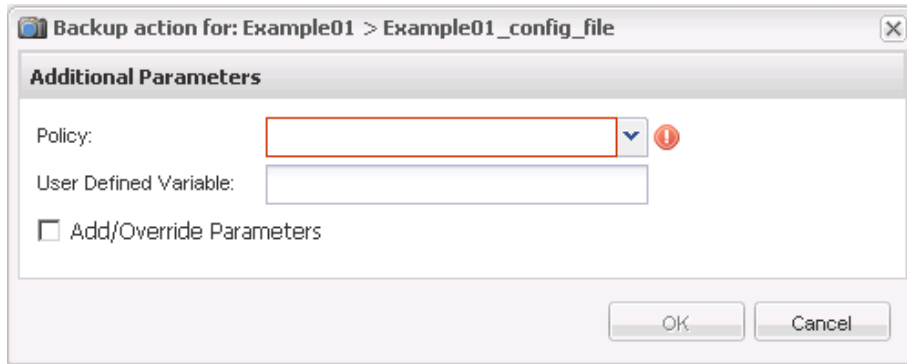 Backup action for: Example01 > Example01_config_file
Additional Parameters
Policy:
User Defined Variable:
Add/Override Parameters
OK Cancel